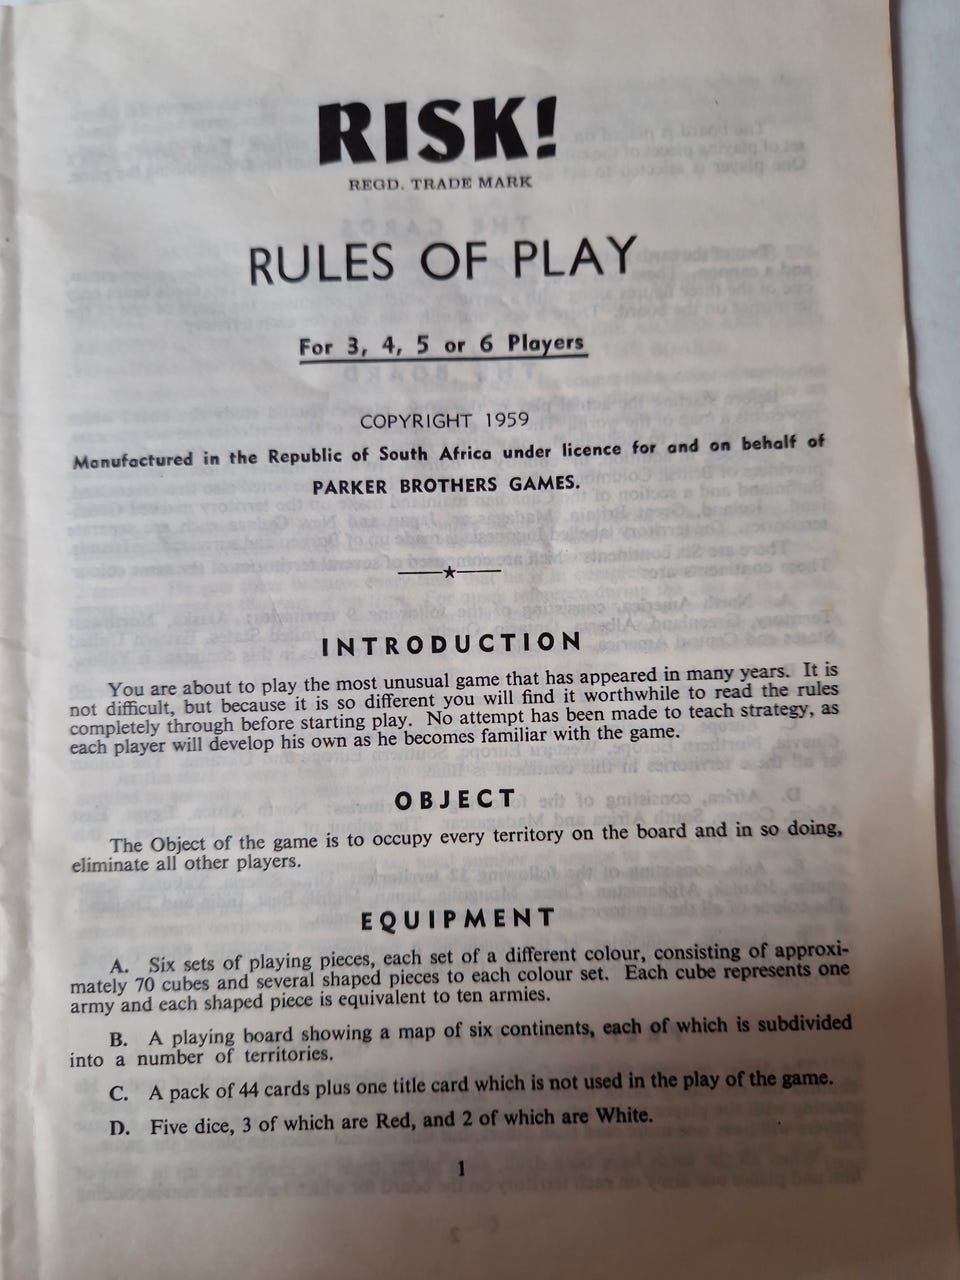 RISK!
REGD. TRADE MARK
RULES OF PLAY
For 3, 4, 5 or 6 Players
COPYRIGHT 1959
Manufactured in the Republic of South Africa under licence for and on behalf of
PARKER BROTHERS GAMES.
INTRODUCTION
You are about to play the most unusual game that has appeared in many years. It is
not difficult, but because it is so different you will find it worthwhile to read the rules
completely through before starting play. No attempt has been made to teach strategy, as
each player will develop his own as he becomes familiar with the game.
OBJECT
The Object of the game is to occupy every territory on the board and in so doing,
eliminate all other players.
EQUIPMENT
A. Six sets of playing pieces, each set of a different colour, consisting of approxi-
mately 70 cubes and several shaped pieces to each colour set. Each cube represents one
army and each shaped piece is equivalent to ten armies.
B. A playing board showing a map of six continents, each of which is subdivided
into a number of territories.
C. A pack of 44 cards plus one title card which is not used in the play of the game.
D. Five dice, 3 of which are Red, and 2 of which are White.
1